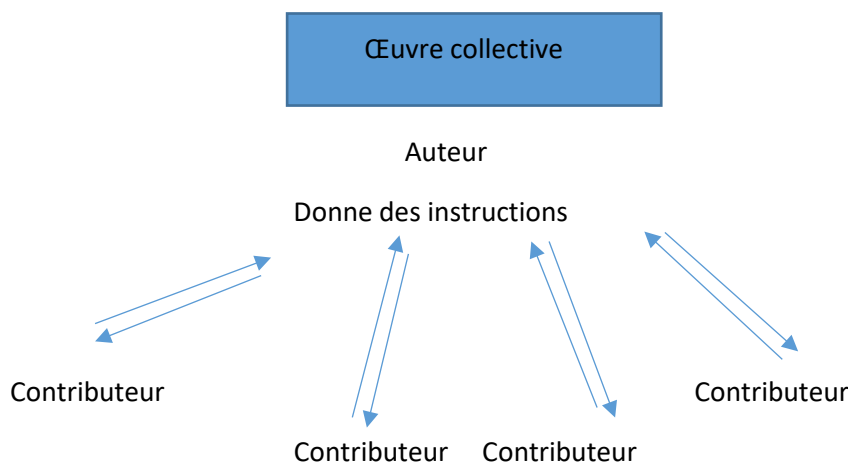 Œuvre collective
Auteur
Donne des instructions
Contributeur
Contributeur
Contributeur
Contributeur